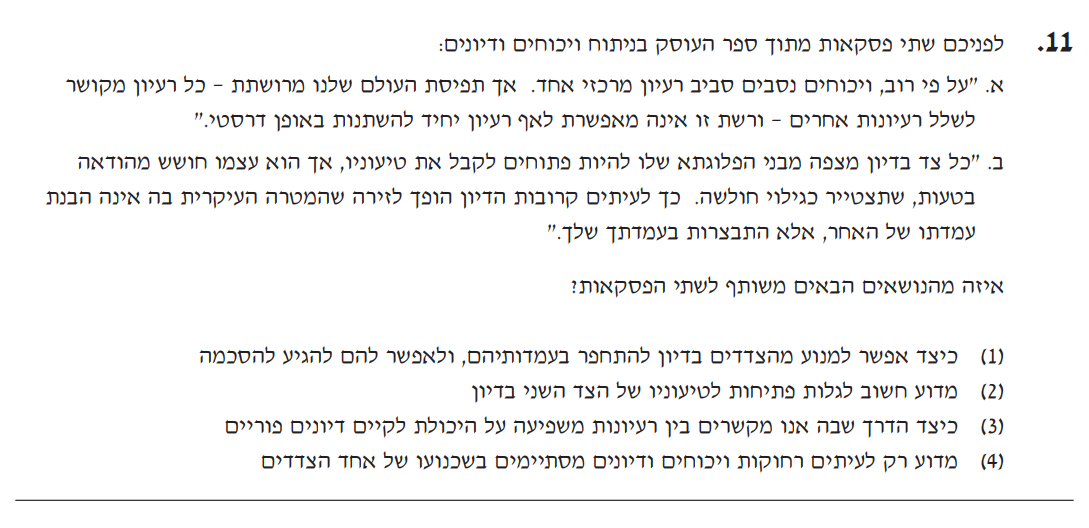 11. לפניכם שתי פסקאות מתוך ספר העוסק בניתוח ויכוחים ודיונים:
א. "על פי רוב, ויכוחים נסבים סביב רעיון מרכזי אחד. אך תפיסת העולם שלנו מרושתת – כל רעיון מקושר
לשלל רעיונות אחרים – ורשת זו אינה מאפשרת לאף רעיון יחיד להשתנות באופן דרסטי."
ב. "כל צד בדיון מצפה מבני הפלוגתא שלו להיות פתוחים לקבל את טיעוניו, אך הוא עצמו חושש מהודאה
בטעות, שתצטייר כגילוי חולשה. כך לעיתים קרובות הדיון הופך לזירה שהמטרה העיקרית בה אינה הבנת
עמדתו של האחר, אלא התבצרות בעמדתך שלך."
איזה מהנושאים הבאים משותף לשתי הפסקאות?
(1) כיצד אפשר למנוע מהצדדים בדיון להתחפר בעמדותיהם, ולאפשר להם להגיע להסכמה
(2) מדוע חשוב לגלות פתיחות לטיעוניו של הצד השני בדיון
(3) כיצד הדרך שבה אנו מקשרים בין רעיונות משפיעה על היכולת לקיים דיונים פוריים
(4) מדוע רק לעיתים רחוקות ויכוחים ודיונים מסתיימים בשכנועו של אחד הצדדים